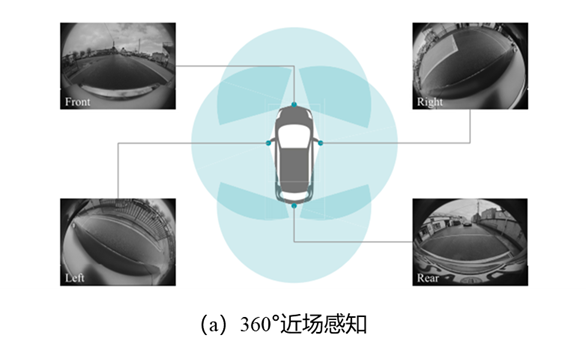 Front
Right
Left
Rear
（a）360°近场感知